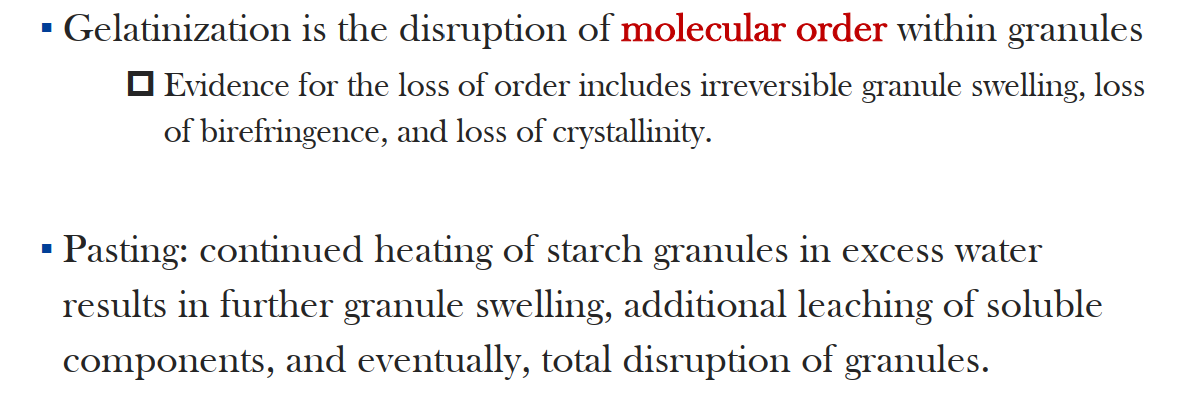 ▪ Gelatinization is the disruption of molecular order within granules
❑ Evidence for the loss of order includes irreversible granule swelling, loss
of birefringence, and loss of crystallinity.
▪ Pasting: continued heating of starch granules in excess water
results in further granule swelling, additional leaching of soluble
components, and eventually, total disruption of granules.